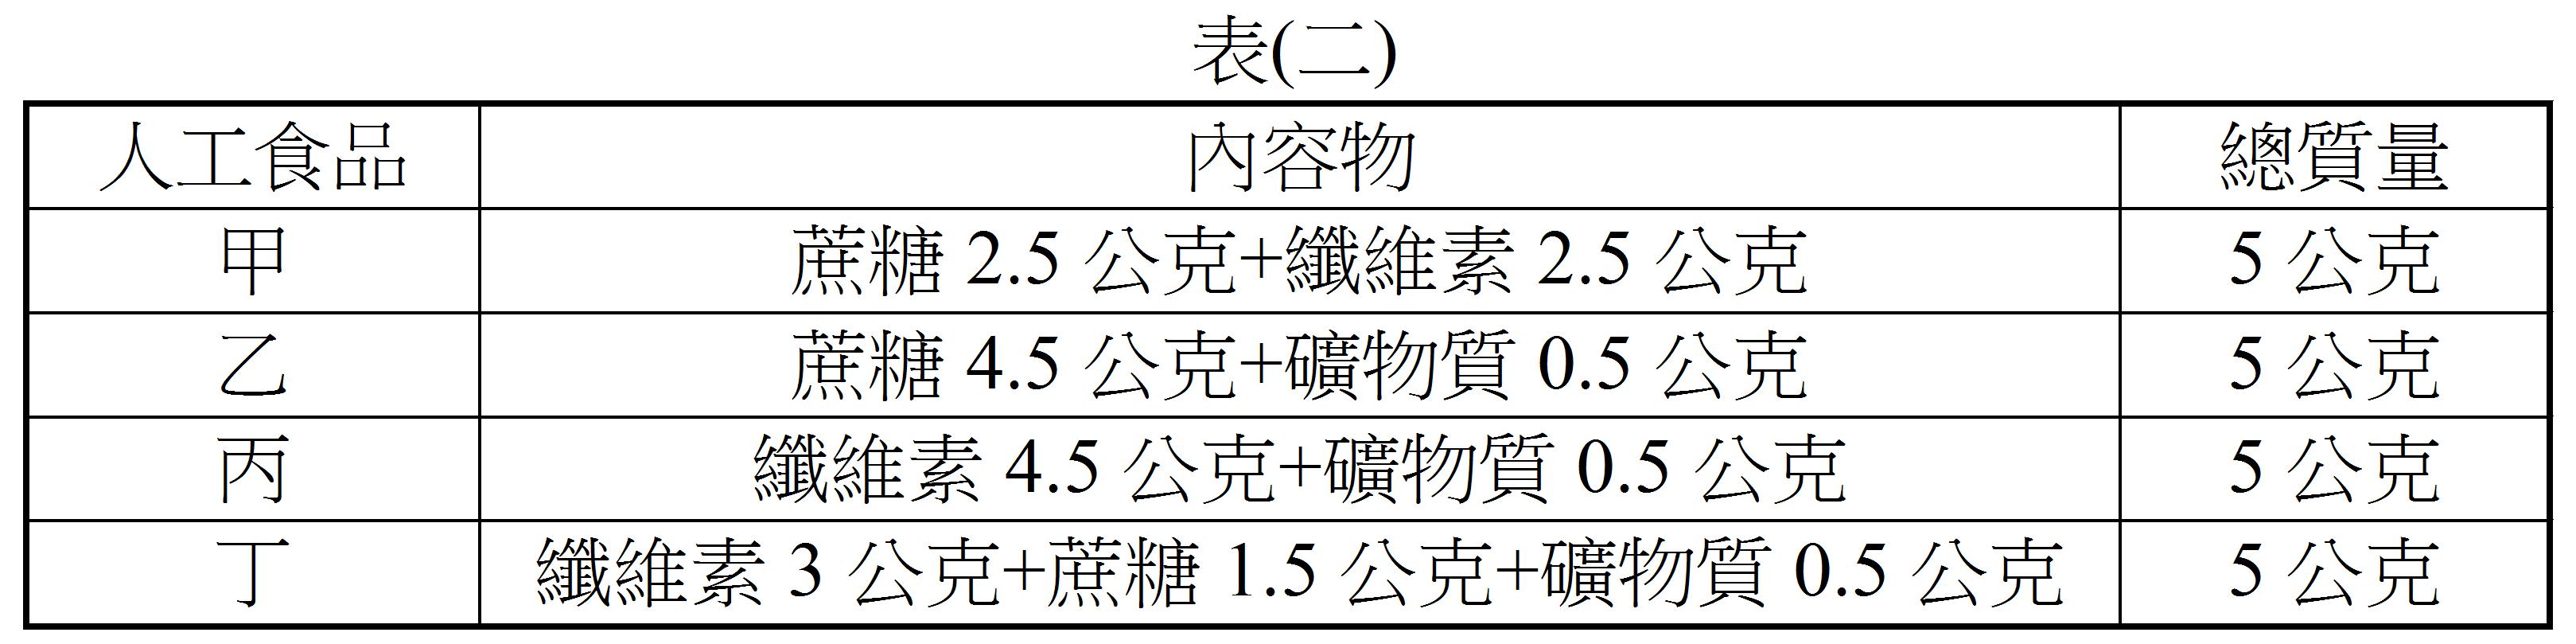 表(二)
人工食品 內容物 總質量
甲 蔗糖 2.5 公克+纖維素 2.5 公克 5 公克
乙 蔗糖 4.5 公克+礦物質 0.5 公克 5 公克
丙 纖維素 4.5 公克+礦物質 0.5 公克 5 公克
丁 纖維素 3 公克+蔗糖 1.5 公克+礦物質 0.5 公克 5 公克